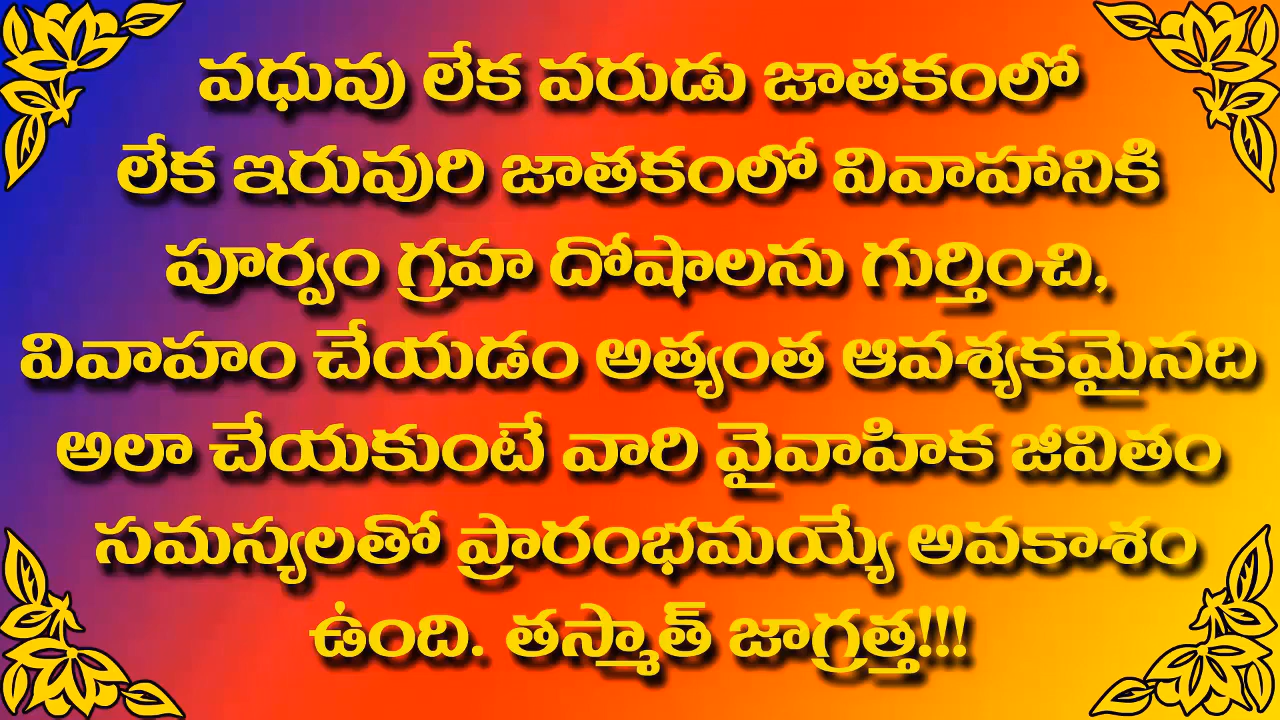 వధువు లేక వరుడు జాతకంలో
లేక ఇరువురి జాతకంలో వివాహానికి
పూర్వం గ్రహ దోషాలను గుర్తించి,
వివాహం చేయడం అత్యంత ఆవశ్యకమైనది
అలా చేయకుంటే వారి వైవాహిక జీవితం
సమస్యలతో ప్రారంభమయ్యే అవకాశం
ఉంది. తస్మాత్ జాగ్రత్త!!!